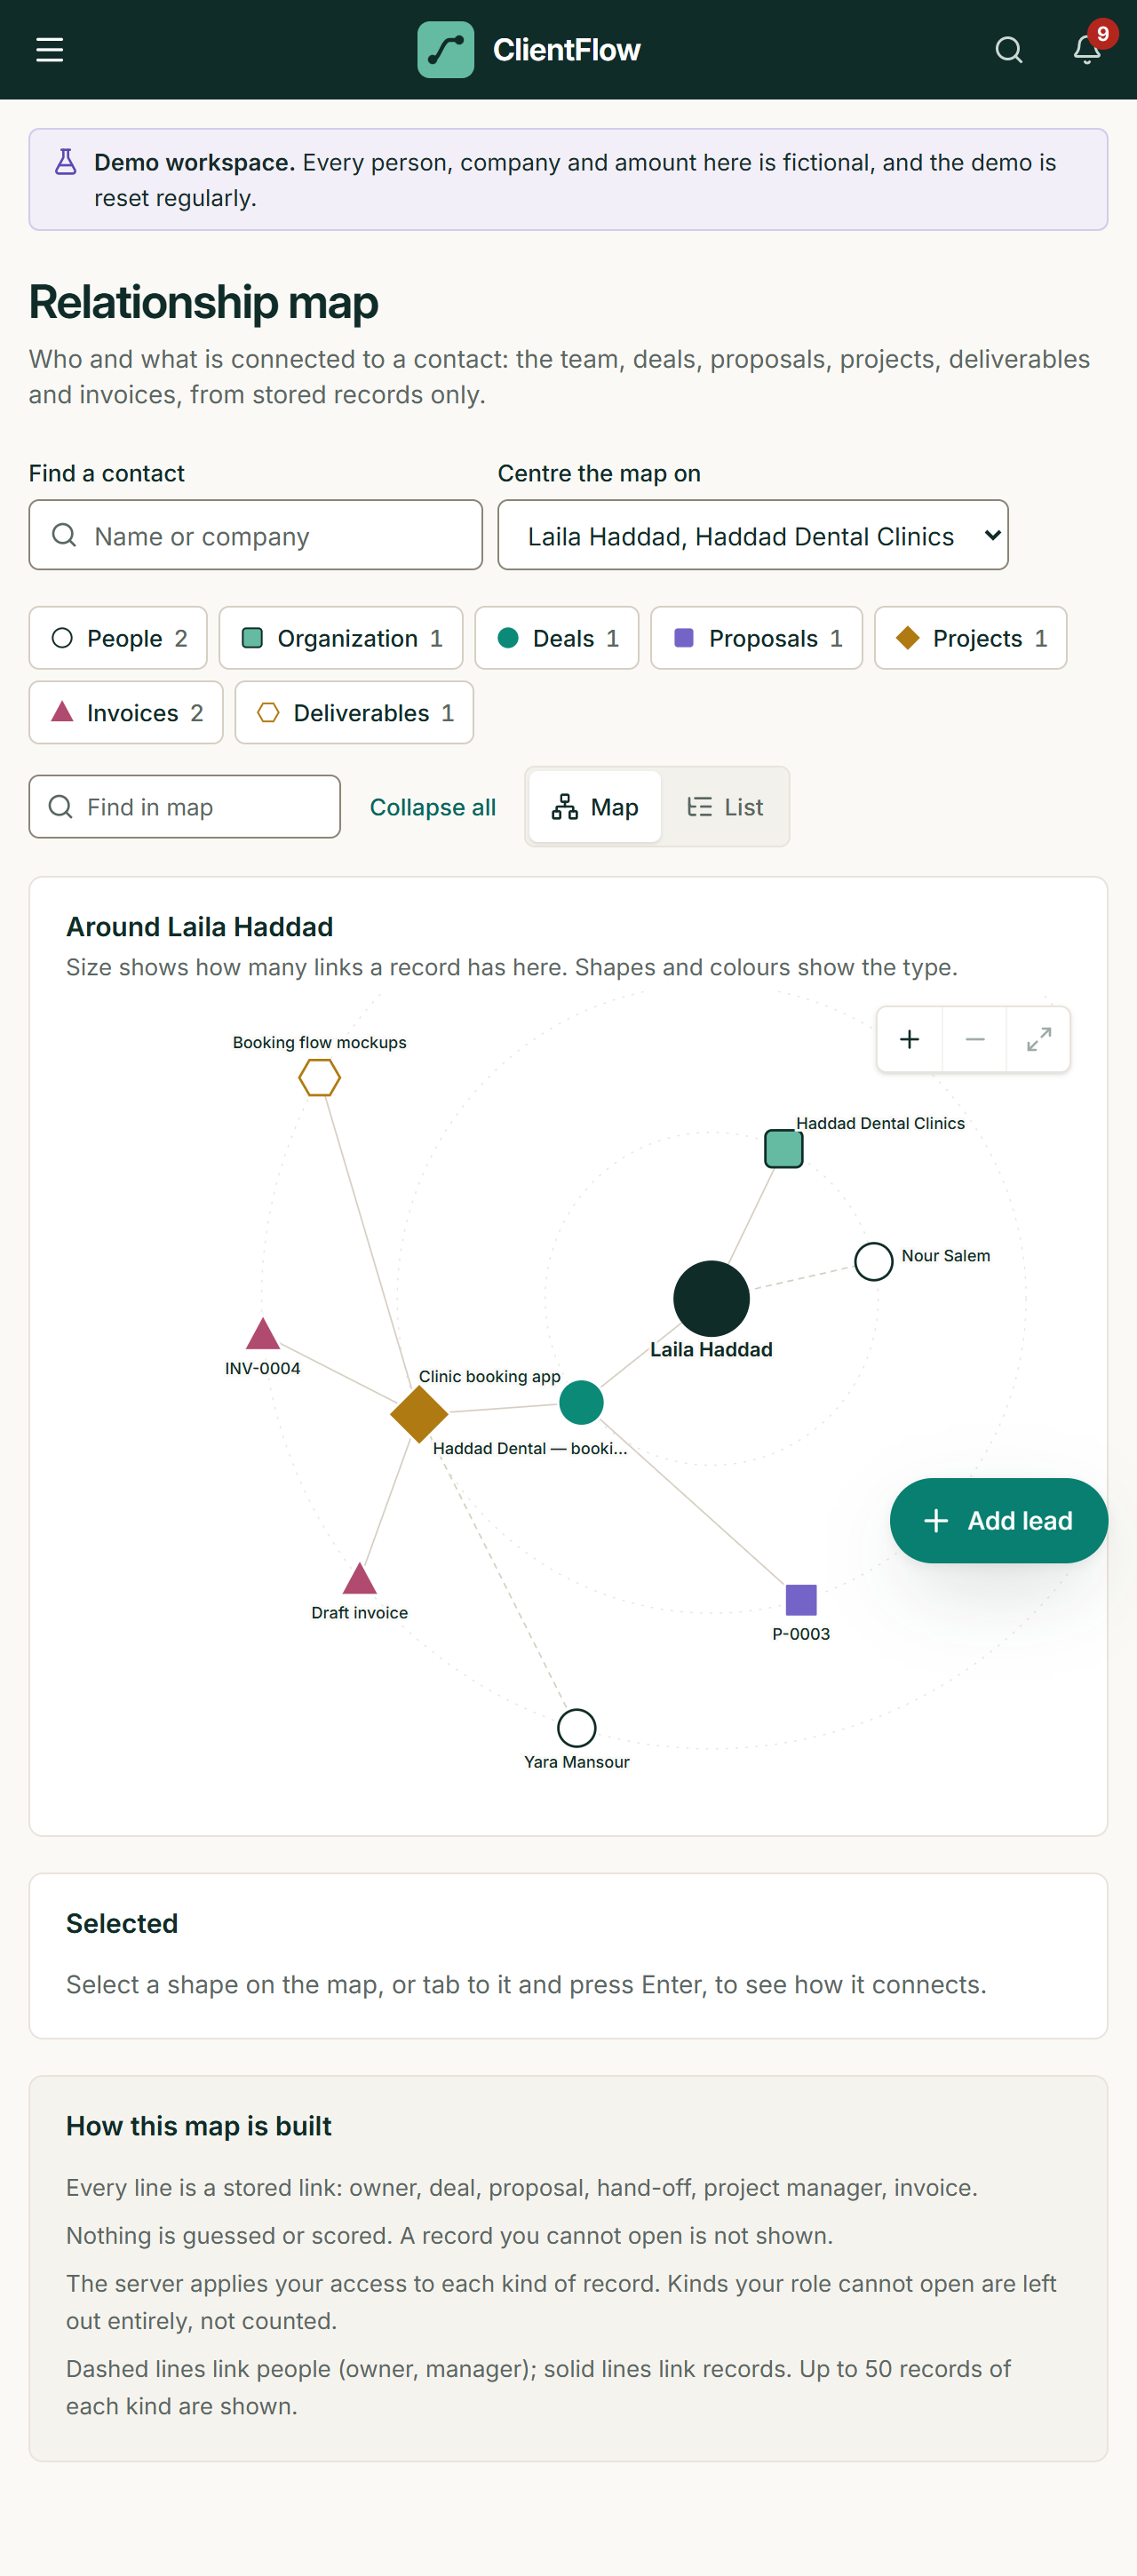 ClientFlow
9
Demo workspace. Every person, company and amount here is fictional, and the demo is
reset regularly.
Relationship map
Who and what is connected to a contact: the team, deals, proposals, projects, deliverables
and invoices, from stored records only.
Find a contact
Centre the map on
Name or company
Laila Haddad, Haddad Dental Clinics
People 2
Organization 1
Deals 1
Proposals 1
Projects 1
Invoices 2
Deliverables 1
Find in map
Collapse all
Map
List
Around Laila Haddad
Size shows how many links a record has here. Shapes and colours show the type.
Booking flow mockups
Haddad Dental Clinics
Nour Salem
Laila Haddad
INV-0004
Clinic booking app
Haddad Dental — booki...
Add lead
Draft invoice
P-0003
Yara Mansour
Selected
Select a shape on the map, or tab to it and press Enter, to see how it connects.
How this map is built
Every line is a stored link: owner, deal, proposal, hand-off, project manager, invoice.
Nothing is guessed or scored. A record you cannot open is not shown.
The server applies your access to each kind of record. Kinds your role cannot open are left
out entirely, not counted.
Dashed lines link people (owner, manager); solid lines link records. Up to 50 records of
each kind are shown.